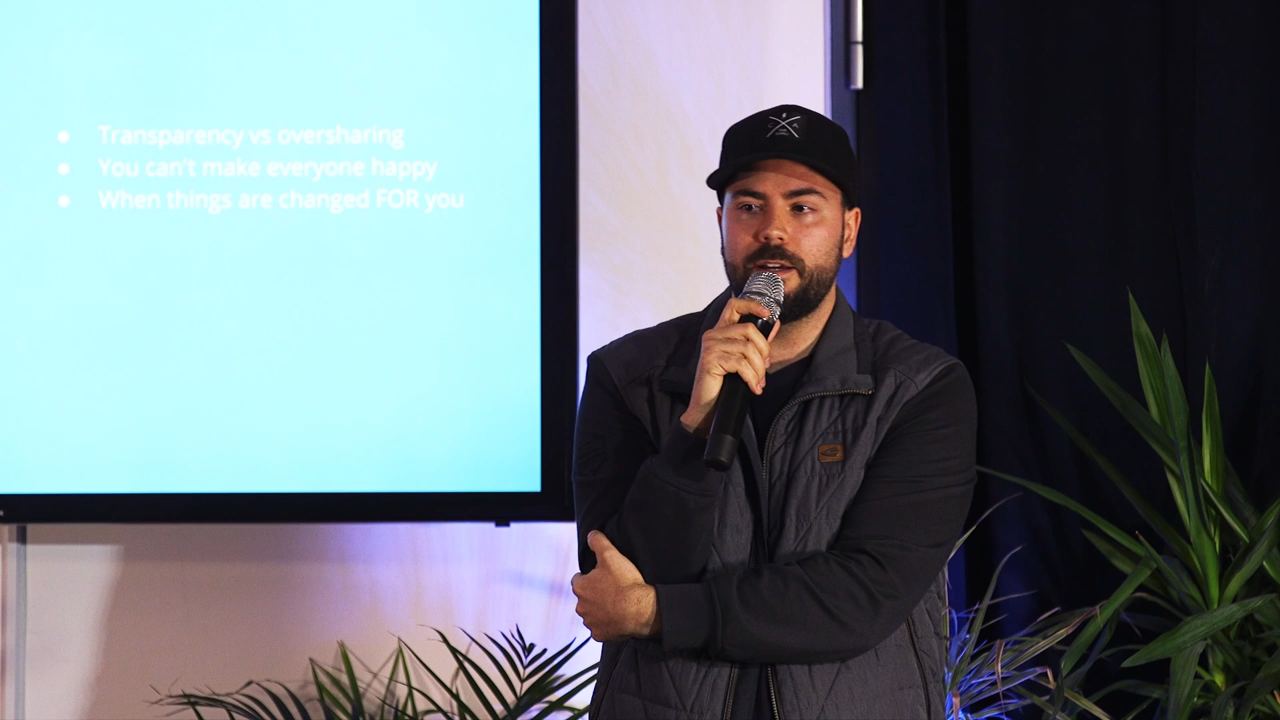 Transparency vs oversharing
You can't make everyone happy
When things are changed FOR you